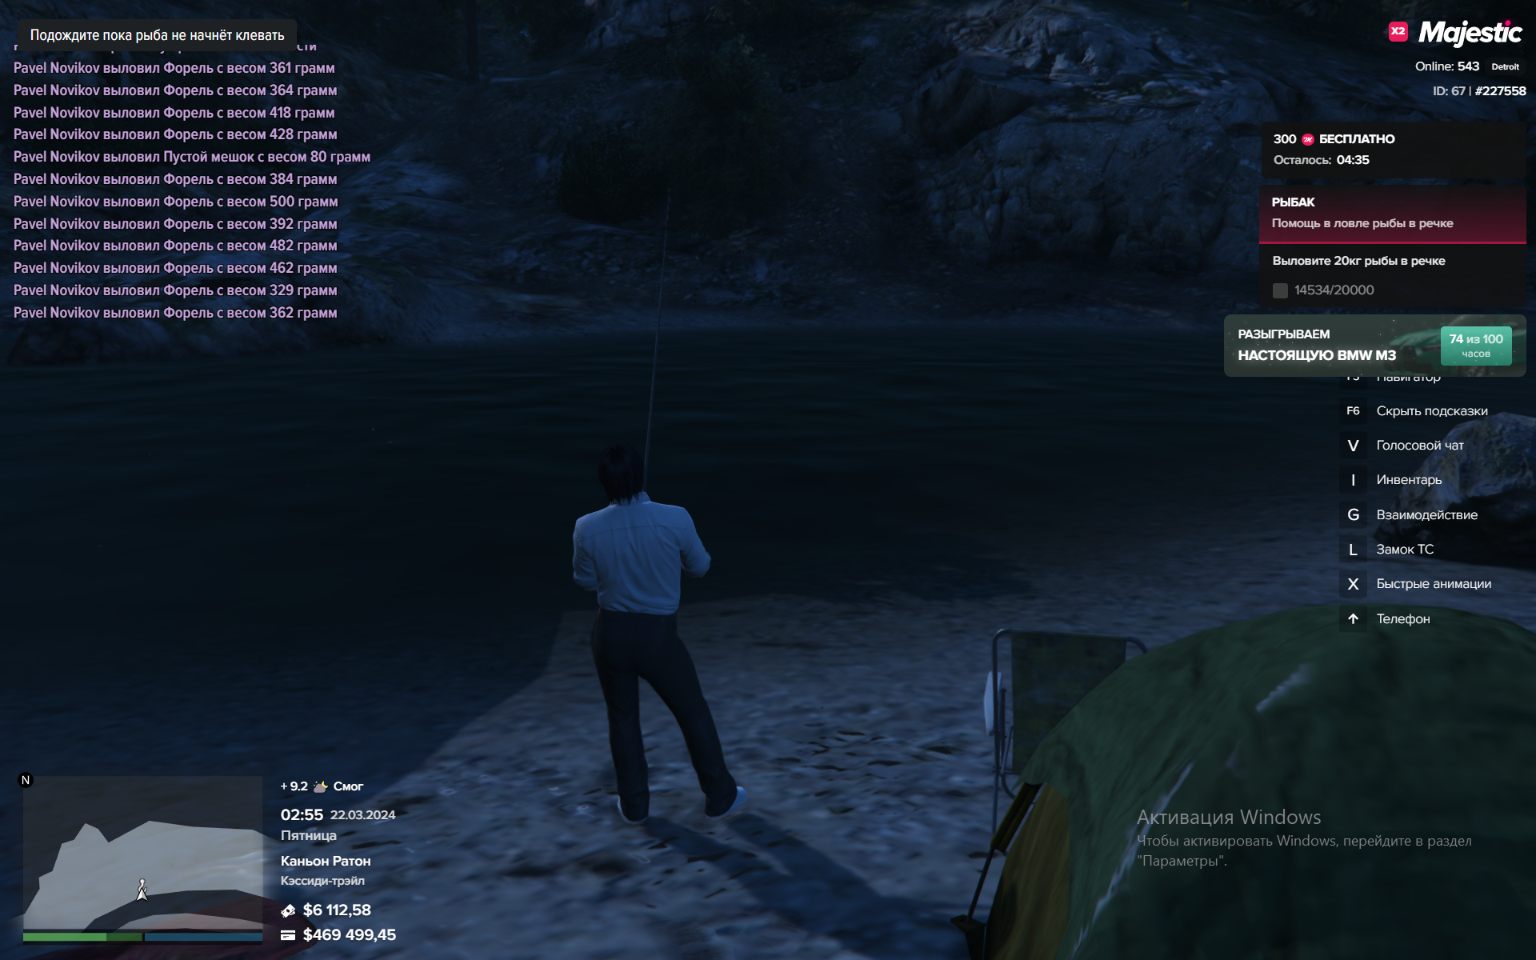 Подождите пока рыба не начнёт клевать
Pavel Novikov выловил Форель с весом 361 грамм
Pavel Novikov выловил Форель с весом 364 грамм
Pavel Novikov выловил Форель с весом 418 грамм
Pavel Novikov выловил Форель с весом 428 грамм
Pavel Novikov выловил Пустой мешок с весом 80 грамм
Pavel Novikov выловил Форель с весом 384 грамм
Pavel Novikov выловил Форель с весом 500 грамм
Pavel Novikov выловил Форель с весом 392 грамм
Pavel Novikov выловил Форель с весом 482 грамм
Pavel Novikov выловил Форель с весом 462 грамм
Pavel Novikov выловил Форель с весом 329 грамм
Pavel Novikov выловил Форель с весом 362 грамм
X2 Majestic
Online: 543 Detroit
ID: 67 | #227558
300 БЕСПЛАТНО
Осталось: 04:35
РЫБАК
Помощь в ловле рыбы в речке
Выловите 20кг рыбы в речке
14534/20000
РАЗЫГРЫВАЕМ
НАСТОЯЩУЮ BMW M3
74 из 100
часов
Навигатор
F6 Скрыть подсказки
V Голосовой чат
I Инвентарь
G Взаимодействие
L Замок ТС
X Быстрые анимации
↑ Телефон
N
+ 9.2 Смог
02:55 22.03.2024
Пятница
Каньон Ратон
Кэссиди-трэйл
$6 112,58
$469 499,45
Активация Windows
Чтобы активировать Windows, перейдите в раздел
"Параметры".